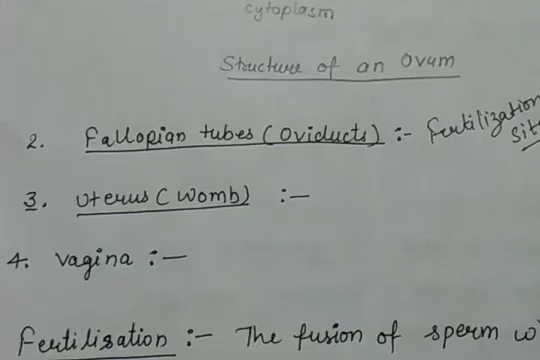 cytoplasm
Structure of an Ovum
2. Fallopian tubes (Oviducts) :- Fertilization
Site
3. Uterus (Womb) :-
4. Vagina :-
Fertilisation :- The fusion of sperm